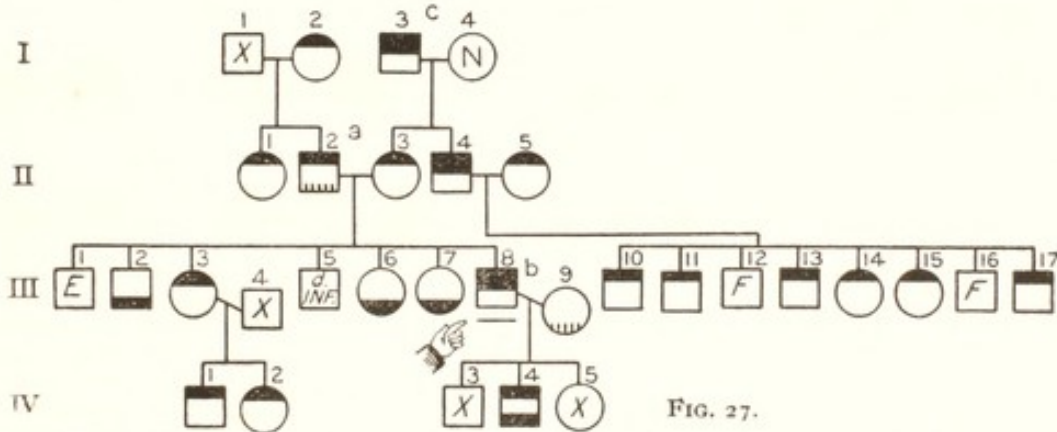 1 2 3 c 4
I X N
1 2 a 3 4 5
II
1 2 3 4 5 6 7 8 b 9 10 11 12 13 14 15 16 17
III E X d. INF. F F
1 2 3 4 5
IV X X
FIG. 27.